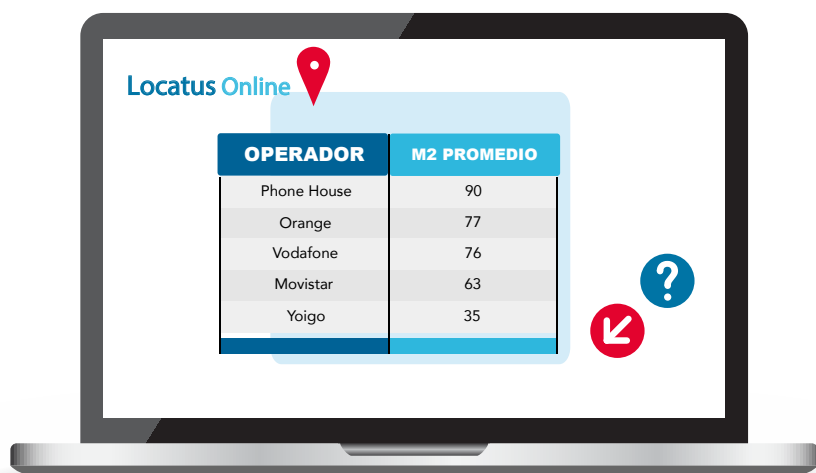 Locatus Online
OPERADOR M2 PROMEDIO
Phone House 90
Orange 77
Vodafone 76
Movistar 63
Yoigo 35
?